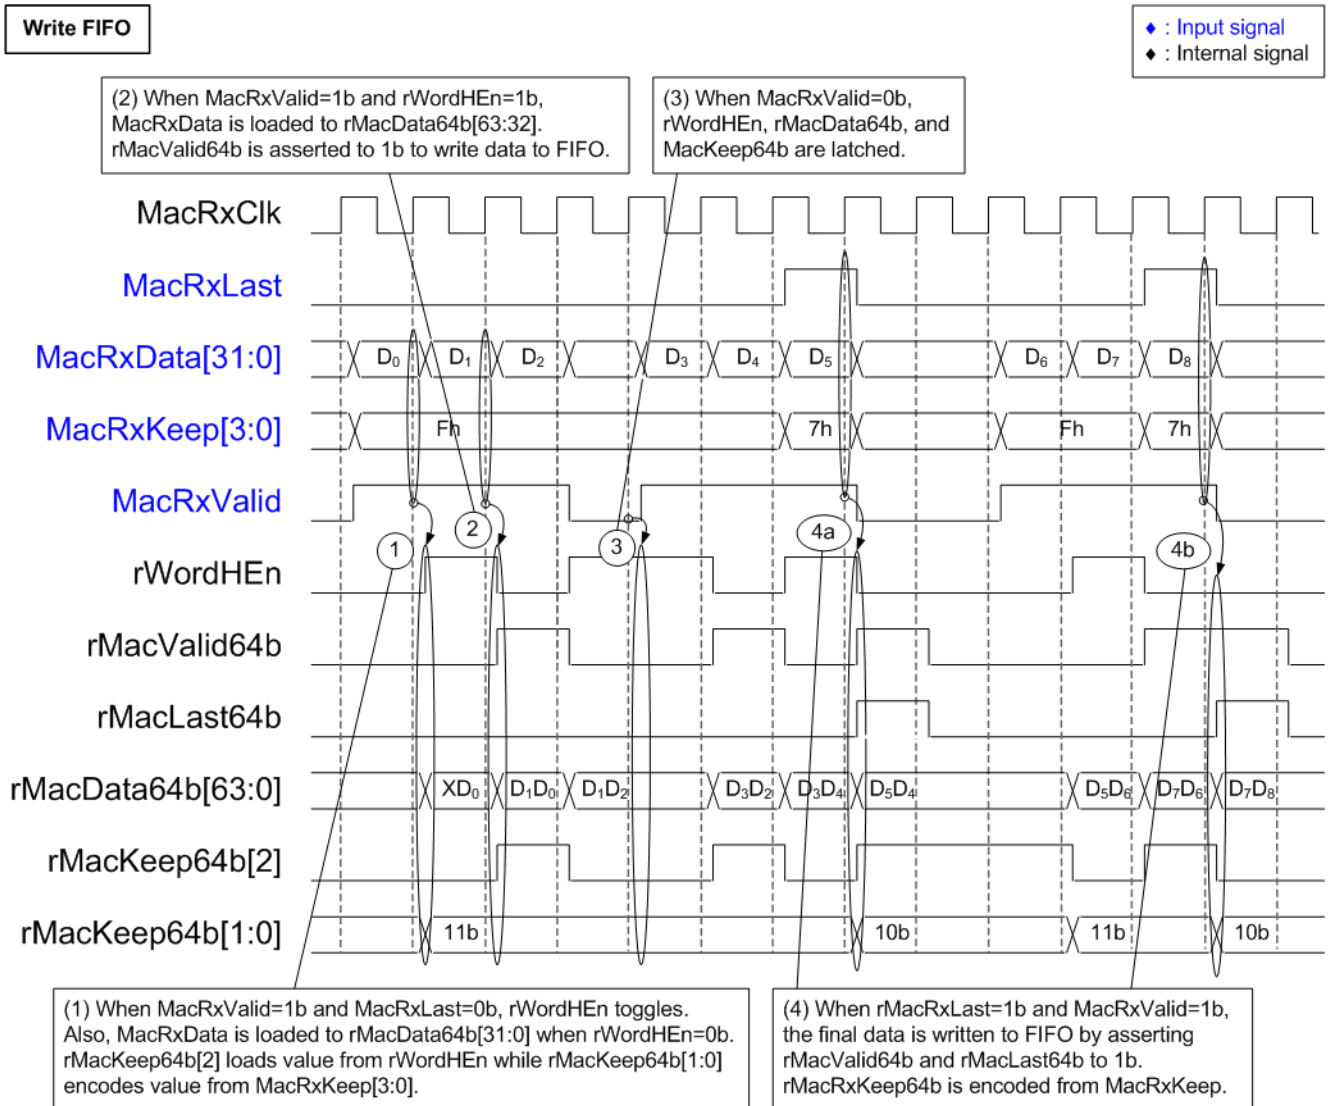 Write FIFO
♦ : Input signal
♦ : Internal signal
(2) When MacRxValid=1b and rWordHEn=1b,
MacRxData is loaded to rMacData64b[63:32].
rMacValid64b is asserted to 1b to write data to FIFO.
(3) When MacRxValid=0b,
rWordHEn, rMacData64b, and
MacKeep64b are latched.
MacRxClk
MacRxLast
MacRxData[31:0] D0 D1 D2 D3 D4 D5 D6 D7 D8
MacRxKeep[3:0] Fh 7h Fh 7h
MacRxValid
1 2 3 4a 4b
rWordHEn
rMacValid64b
rMacLast64b
rMacData64b[63:0] XD0 D1D0 D1D2 D3D2 D3D4 D5D4 D5D6 D7D6 D7D8
rMacKeep64b[2]
rMacKeep64b[1:0] 11b 10b 11b 10b
(1) When MacRxValid=1b and MacRxLast=0b, rWordHEn toggles.
Also, MacRxData is loaded to rMacData64b[31:0] when rWordHEn=0b.
rMacKeep64b[2] loads value from rWordHEn while rMacKeep64b[1:0]
encodes value from MacRxKeep[3:0].
(4) When rMacRxLast=1b and MacRxValid=1b,
the final data is written to FIFO by asserting
rMacValid64b and rMacLast64b to 1b.
rMacRxKeep64b is encoded from MacRxKeep.